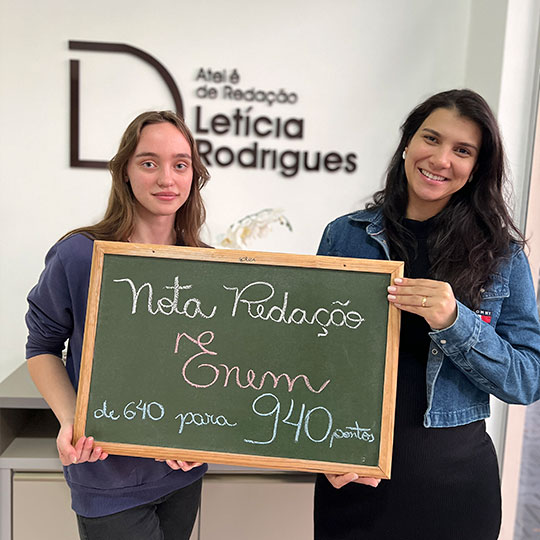 Ateliê
de Redação
Letícia
Rodrigues
Nota Redação
Enem
de 640 para 940 pontos